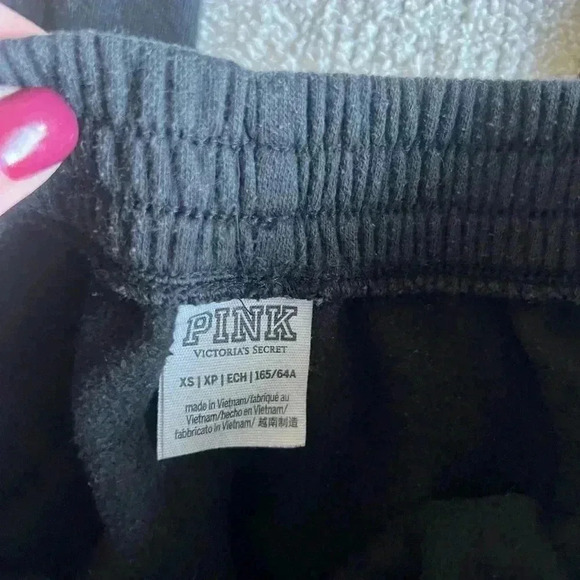 PINK
VICTORIA'S SECRET
XS | XP | ECH | 165/64A
made in Vietnam/fabriqué au
Vietnam/hecho en Vietnam/
fabbricato in Vietnam/ 越南制造